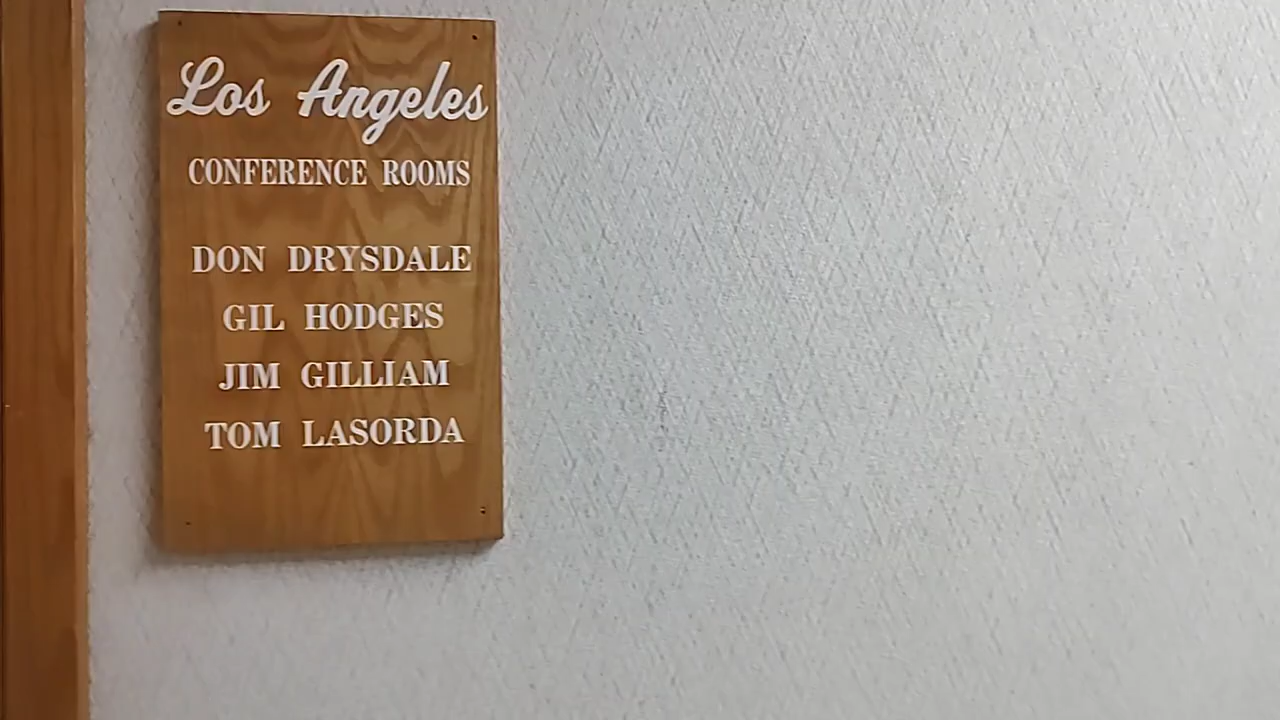 Los Angeles
CONFERENCE ROOMS
DON DRYSDALE
GIL HODGES
JIM GILLIAM
TOM LASORDA